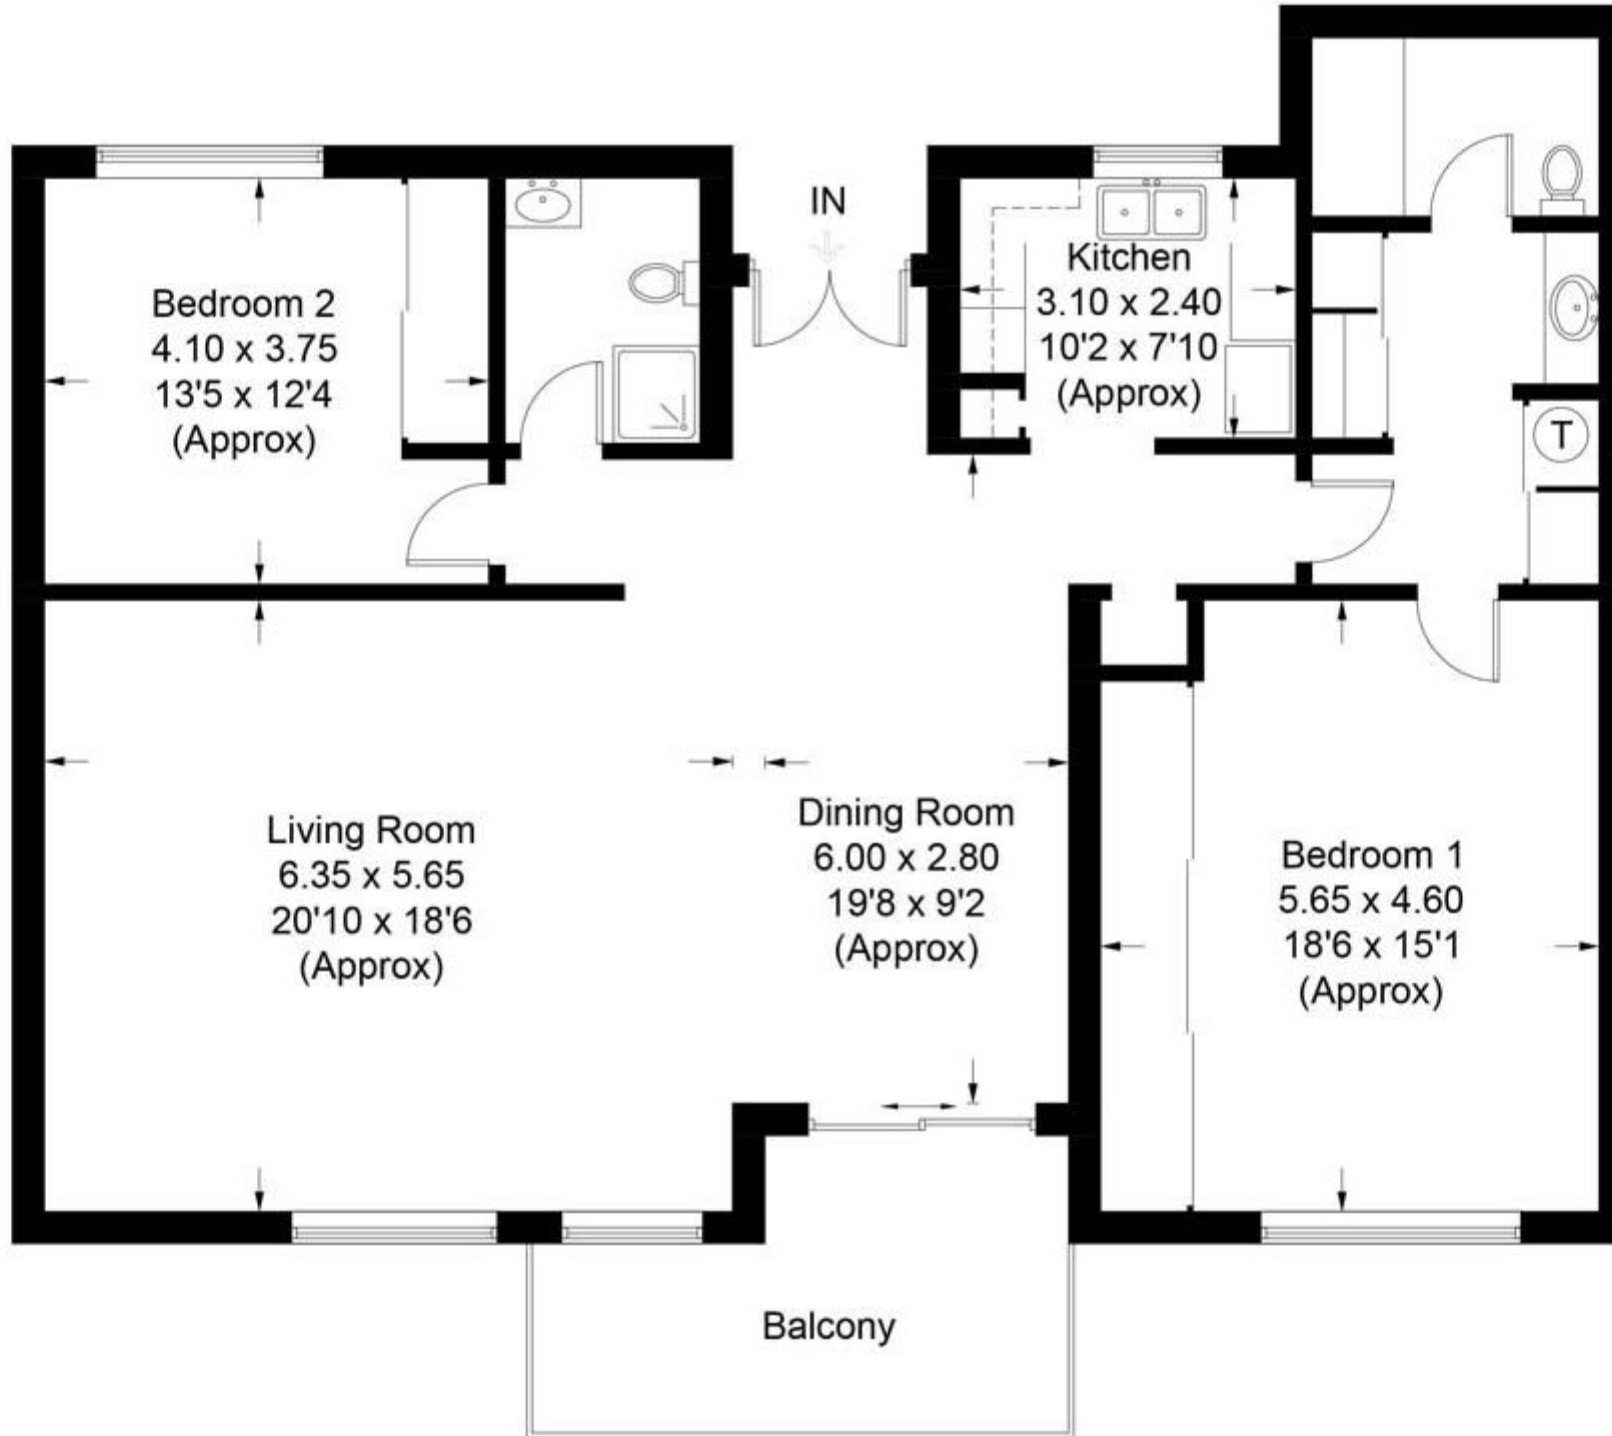 IN
Kitchen
3.10 x 2.40
10'2 x 7'10
(Approx)
Bedroom 2
4.10 x 3.75
13'5 x 12'4
(Approx)
T
Living Room
6.35 x 5.65
20'10 x 18'6
(Approx)
Dining Room
6.00 x 2.80
19'8 x 9'2
(Approx)
Bedroom 1
5.65 x 4.60
18'6 x 15'1
(Approx)
Balcony